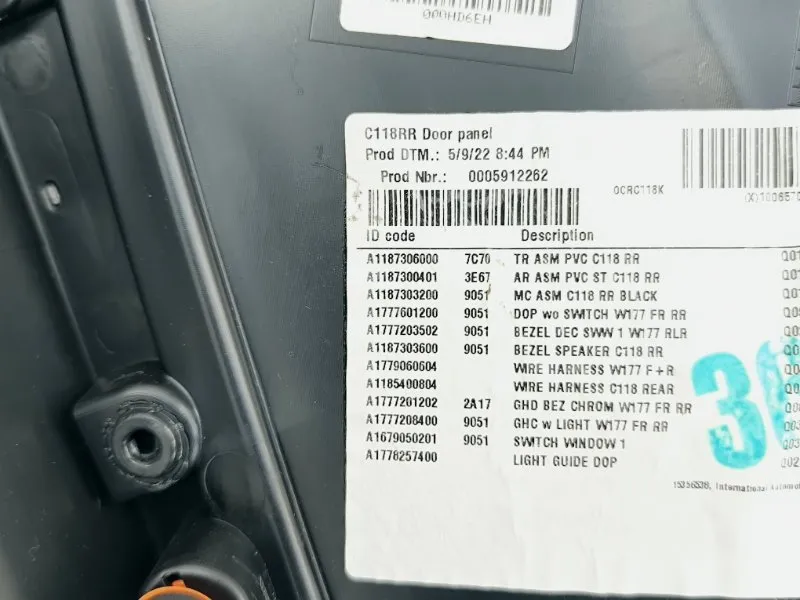 000HD6EH
C118RR Door panel
Prod DTM.: 5/9/22 8:44 PM
Prod Nbr.: 0005912262
0CRC118K
ID code Description
A1187306000 7C70 TR ASM PVC C118 RR
A1187300401 3E67 AR ASM PVC ST C118 RR
A1187303200 9051 MC ASM C118 RR BLACK
A1777601200 9051 DOP wo SWITCH W177 FR RR
A1777203502 9051 BEZEL DEC SWW 1 W177 RLR
A1187303600 9051 BEZEL SPEAKER C118 RR
A1779060604 WIRE HARNESS W177 F+R
A1185400804 WIRE HARNESS C118 REAR
A1777201202 2A17 GHD BEZ CHROM W177 FR RR
A1777208400 9051 GHC w LIGHT W177 FR RR
A1679050201 9051 SWITCH WINDOW 1
A1778257400 LIGHT GUIDE DOP
15356538, International